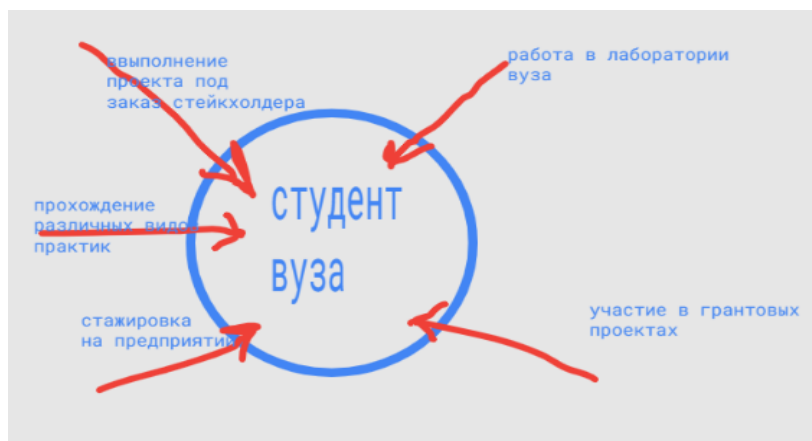 авыполнение
проекта под
заказ стейкхолдера
работа в лаборатории
вуза
студент
вуза
прохождение
различных видов
практик
стажировка
на предприятии
участие в грантовых
проектах